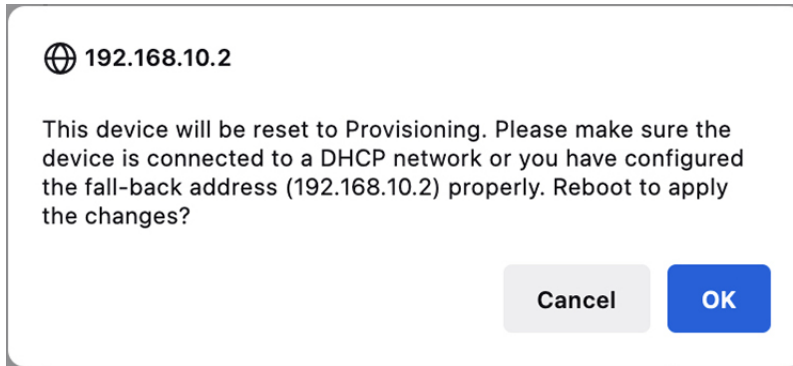 192.168.10.2
This device will be reset to Provisioning. Please make sure the
device is connected to a DHCP network or you have configured
the fall-back address (192.168.10.2) properly. Reboot to apply
the changes?
Cancel
OK